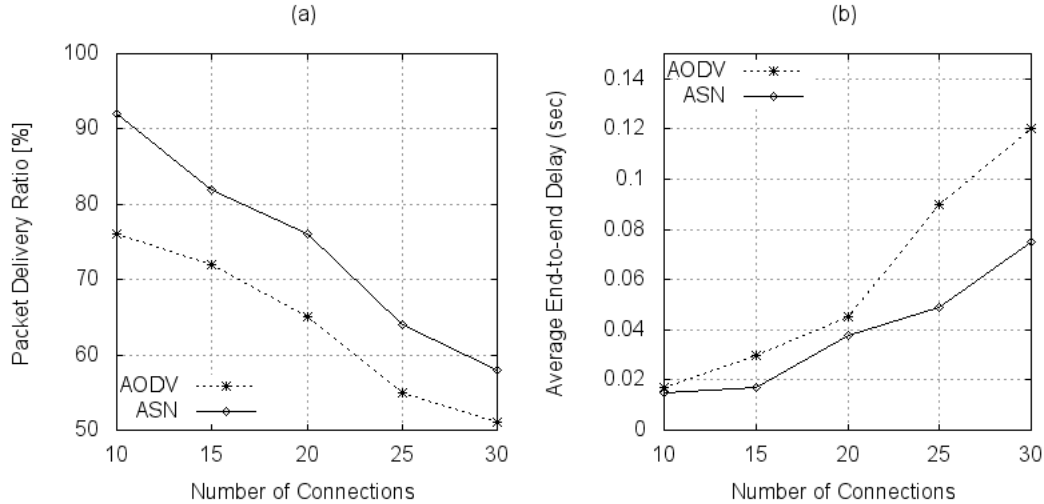 (a)
Packet Delivery Ratio [%]
100
90
80
70
60
50
AODV
ASN
10 15 20 25 30
Number of Connections
(b)
Average End-to-end Delay (sec)
0.14
0.12
0.1
0.08
0.06
0.04
0.02
0
AODV
ASN
10 15 20 25 30
Number of Connections